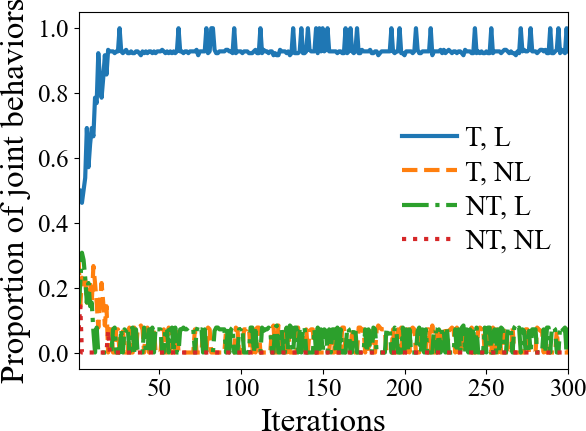 Proportion of joint behaviors
1.0
0.8
0.6
0.4
0.2
0.0
T, L
T, NL
NT, L
NT, NL
50 100 150 200 250 300
Iterations